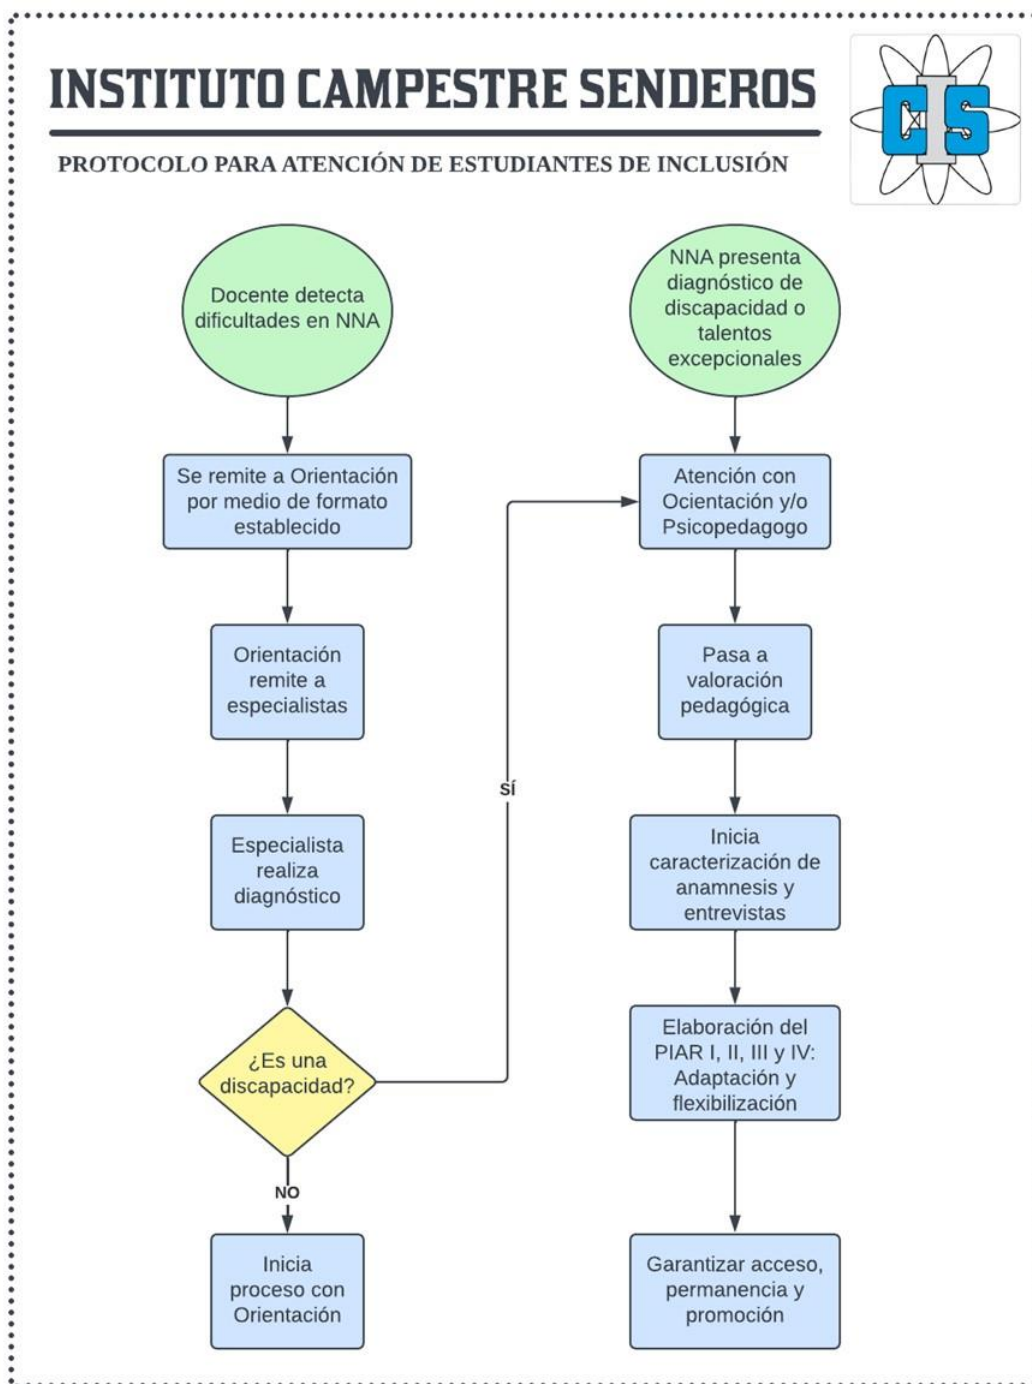 INSTITUTO CAMPESTRE SENDEROS
CIS
PROTOCOLO PARA ATENCIÓN DE ESTUDIANTES DE INCLUSIÓN
Docente detecta
dificultades en NNA
Se remite a Orientación
por medio de formato
establecido
Orientación
remite a
especialistas
Especialista
realiza
diagnóstico
¿Es una
discapacidad?
NO
Inicia
proceso con
Orientación
SÍ
NNA presenta
diagnóstico de
discapacidad o
talentos
excepcionales
Atención con
Ocientación y/o
Psicopedagogo
Pasa a
valoración
pedagógica
Inicia
caracterización de
anamnesis y
entrevistas
Elaboración del
PIAR I, II, III y IV:
Adaptación y
flexibilización
Garantizar acceso,
permanencia y
promoción